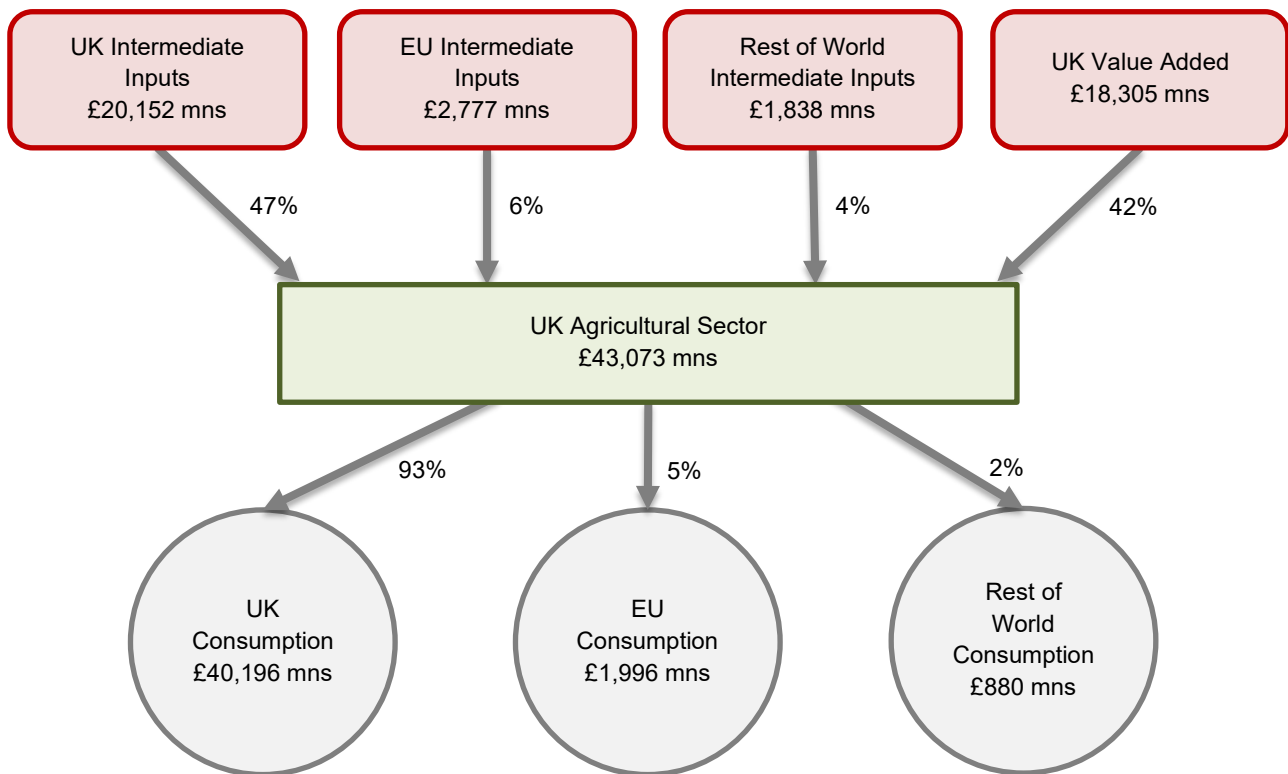 UK Intermediate
Inputs
£20,152 mns
EU Intermediate
Inputs
£2,777 mns
Rest of World
Intermediate Inputs
£1,838 mns
UK Value Added
£18,305 mns
47%
6%
4%
42%
UK Agricultural Sector
£43,073 mns
93%
5%
2%
UK
Consumption
£40,196 mns
EU
Consumption
£1,996 mns
Rest of
World
Consumption
£880 mns